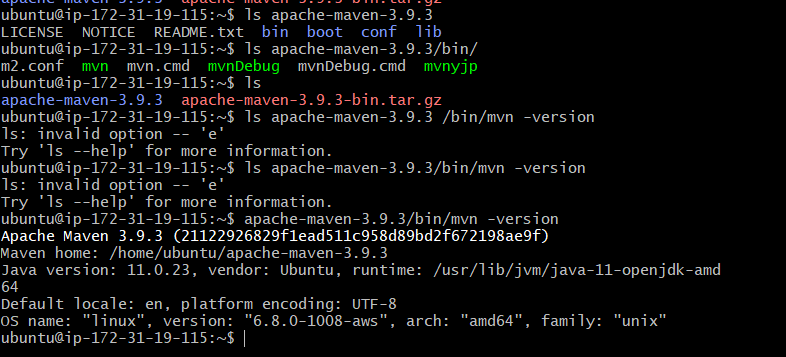 ubuntu@ip-172-31-19-115:~$ ls apache-maven-3.9.3
LICENSE  NOTICE  README.txt  bin  boot  conf  lib
ubuntu@ip-172-31-19-115:~$ ls apache-maven-3.9.3/bin/
m2.conf  mvn  mvn.cmd  mvnDebug  mvnDebug.cmd  mvnyjp
ubuntu@ip-172-31-19-115:~$ ls
apache-maven-3.9.3  apache-maven-3.9.3-bin.tar.gz
ubuntu@ip-172-31-19-115:~$ ls apache-maven-3.9.3 /bin/mvn -version
ls: invalid option -- 'e'
Try 'ls --help' for more information.
ubuntu@ip-172-31-19-115:~$ ls apache-maven-3.9.3/bin/mvn -version
ls: invalid option -- 'e'
Try 'ls --help' for more information.
ubuntu@ip-172-31-19-115:~$ apache-maven-3.9.3/bin/mvn -version
Apache Maven 3.9.3 (21122926829f1ead511c958d89bd2f672198ae9f)
Maven home: /home/ubuntu/apache-maven-3.9.3
Java version: 11.0.23, vendor: Ubuntu, runtime: /usr/lib/jvm/java-11-openjdk-amd
64
Default locale: en, platform encoding: UTF-8
OS name: "linux", version: "6.8.0-1008-aws", arch: "amd64", family: "unix"
ubuntu@ip-172-31-19-115:~$